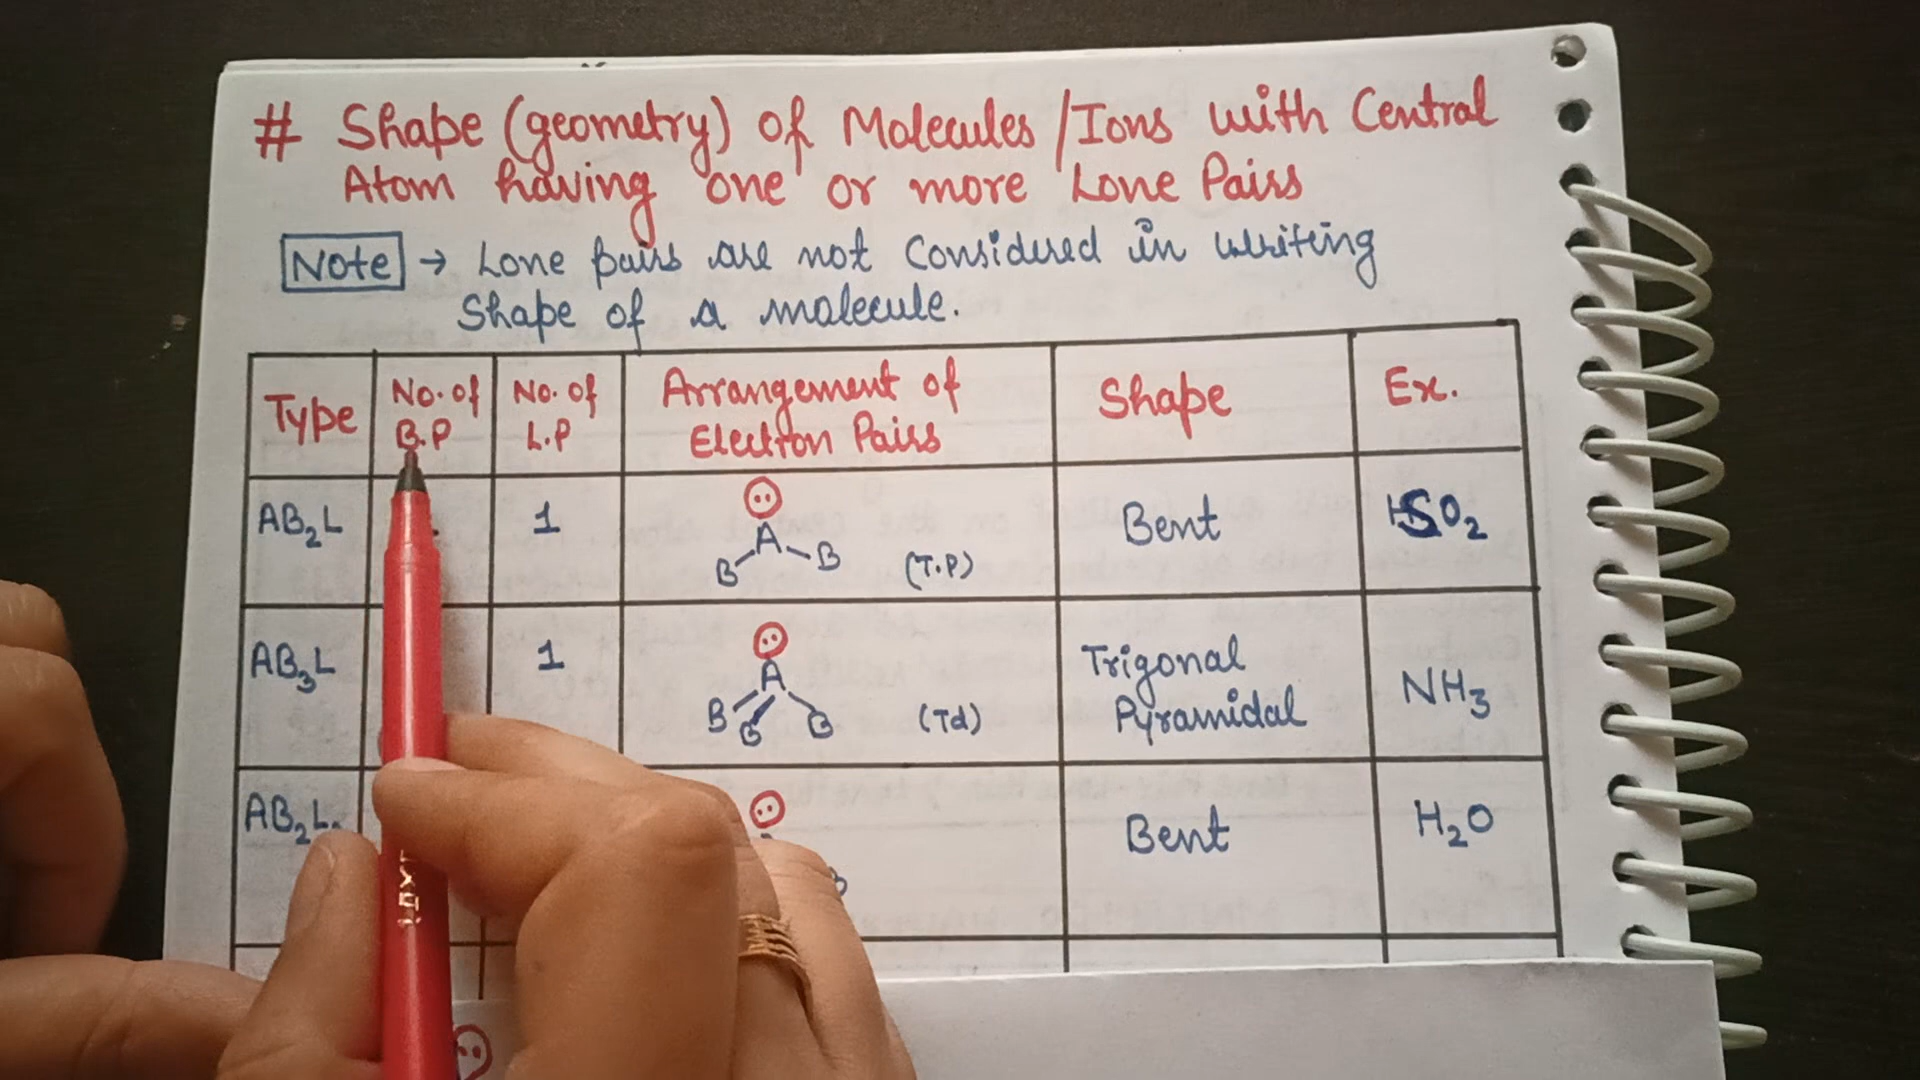 # Shape (geometry) of Molecules/Ions with Central
Atom having one or more Lone Pairs
Note → Lone pairs are not Considered in writing
Shape of a molecule.
Type No. of B.P No. of L.P Arrangement of Electron Pairs Shape Ex.
AB₂L 1 A B B (T.P) Bent SO₂
AB₃L 1 A B B B (Td) Trigonal Pyramidal NH₃
AB₂L B Bent H₂O